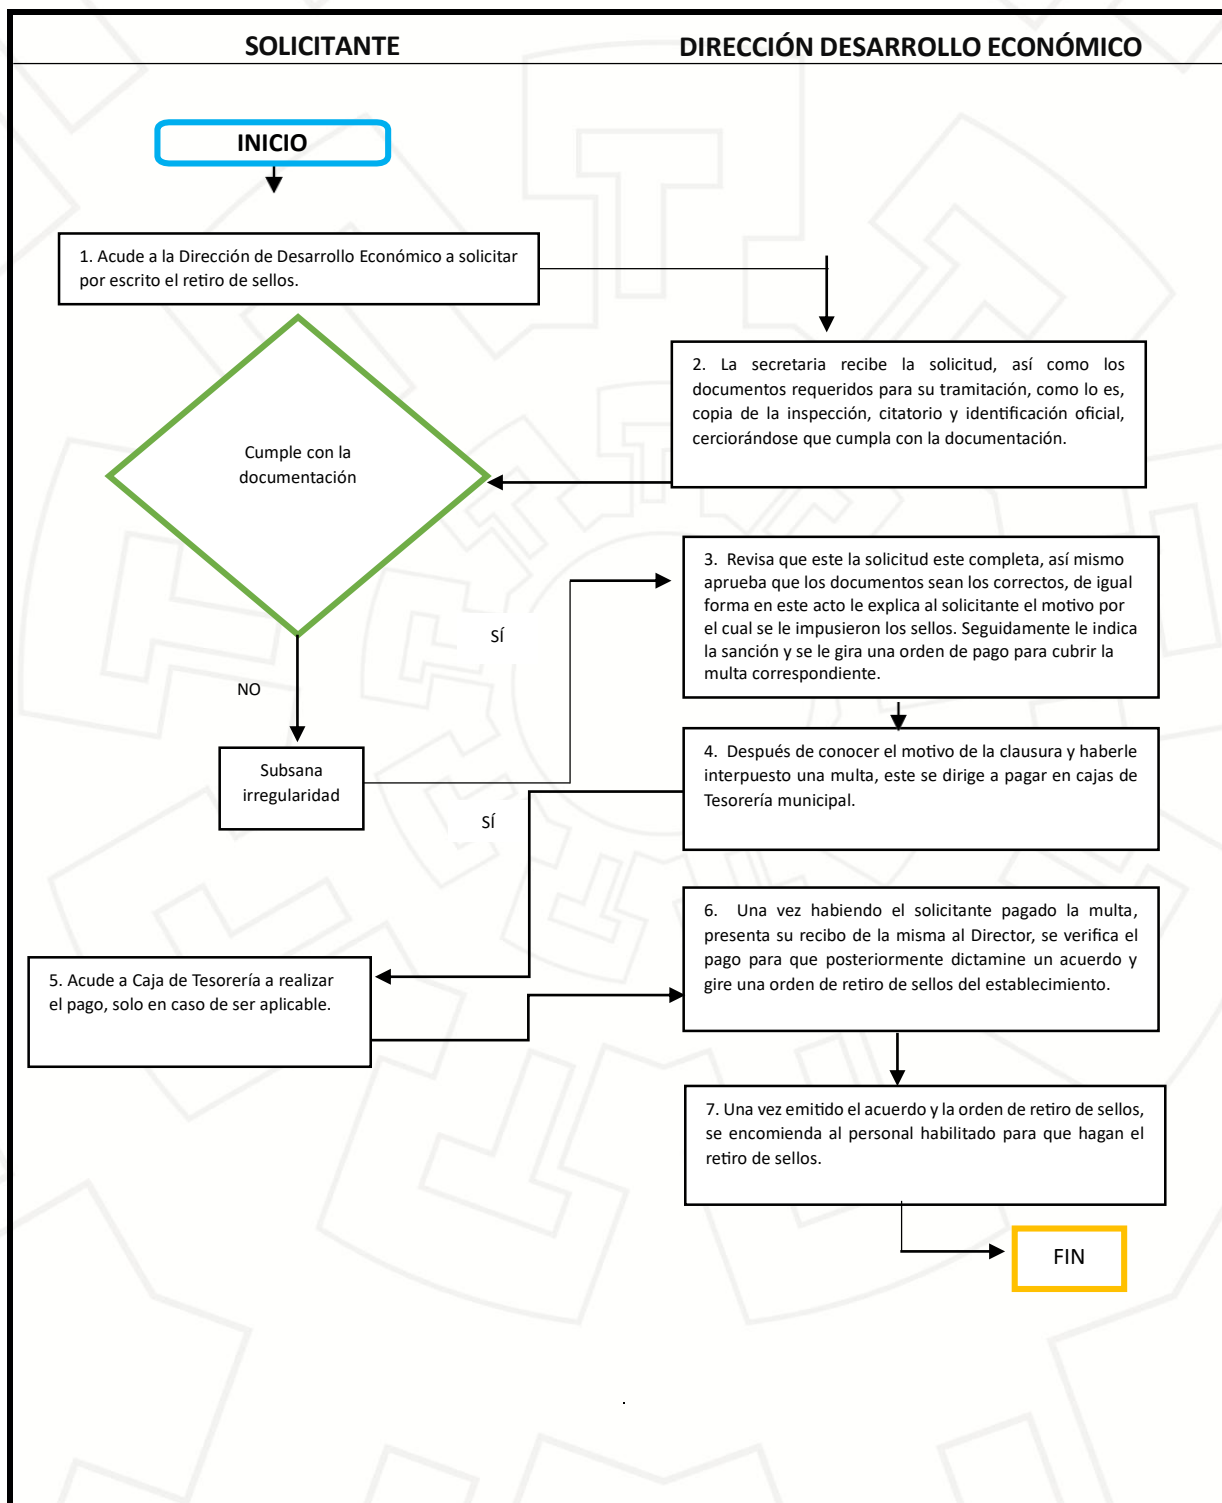 SOLICITANTE
DIRECCIÓN DESARROLLO ECONÓMICO
INICIO
1. Acude a la Dirección de Desarrollo Económico a solicitar
por escrito el retiro de sellos.
2. La secretaria recibe la solicitud, así como los
documentos requeridos para su tramitación, como lo es,
copia de la inspección, citatorio y identificación oficial,
cerciorándose que cumpla con la documentación.
Cumple con la
documentación
3. Revisa que este la solicitud este completa, así mismo
aprueba que los documentos sean los correctos, de igual
forma en este acto le explica al solicitante el motivo por
el cual se le impusieron los sellos. Seguidamente le indica
la sanción y se le gira una orden de pago para cubrir la
multa correspondiente.
SÍ
NO
Subsana
irregularidad
4. Después de conocer el motivo de la clausura y haberle
interpuesto una multa, este se dirige a pagar en cajas de
Tesorería municipal.
SÍ
5. Acude a Caja de Tesorería a realizar
el pago, solo en caso de ser aplicable.
6. Una vez habiendo el solicitante pagado la multa,
presenta su recibo de la misma al Director, se verifica el
pago para que posteriormente dictamine un acuerdo y
gire una orden de retiro de sellos del establecimiento.
7. Una vez emitido el acuerdo y la orden de retiro de sellos,
se encomienda al personal habilitado para que hagan el
retiro de sellos.
FIN
.